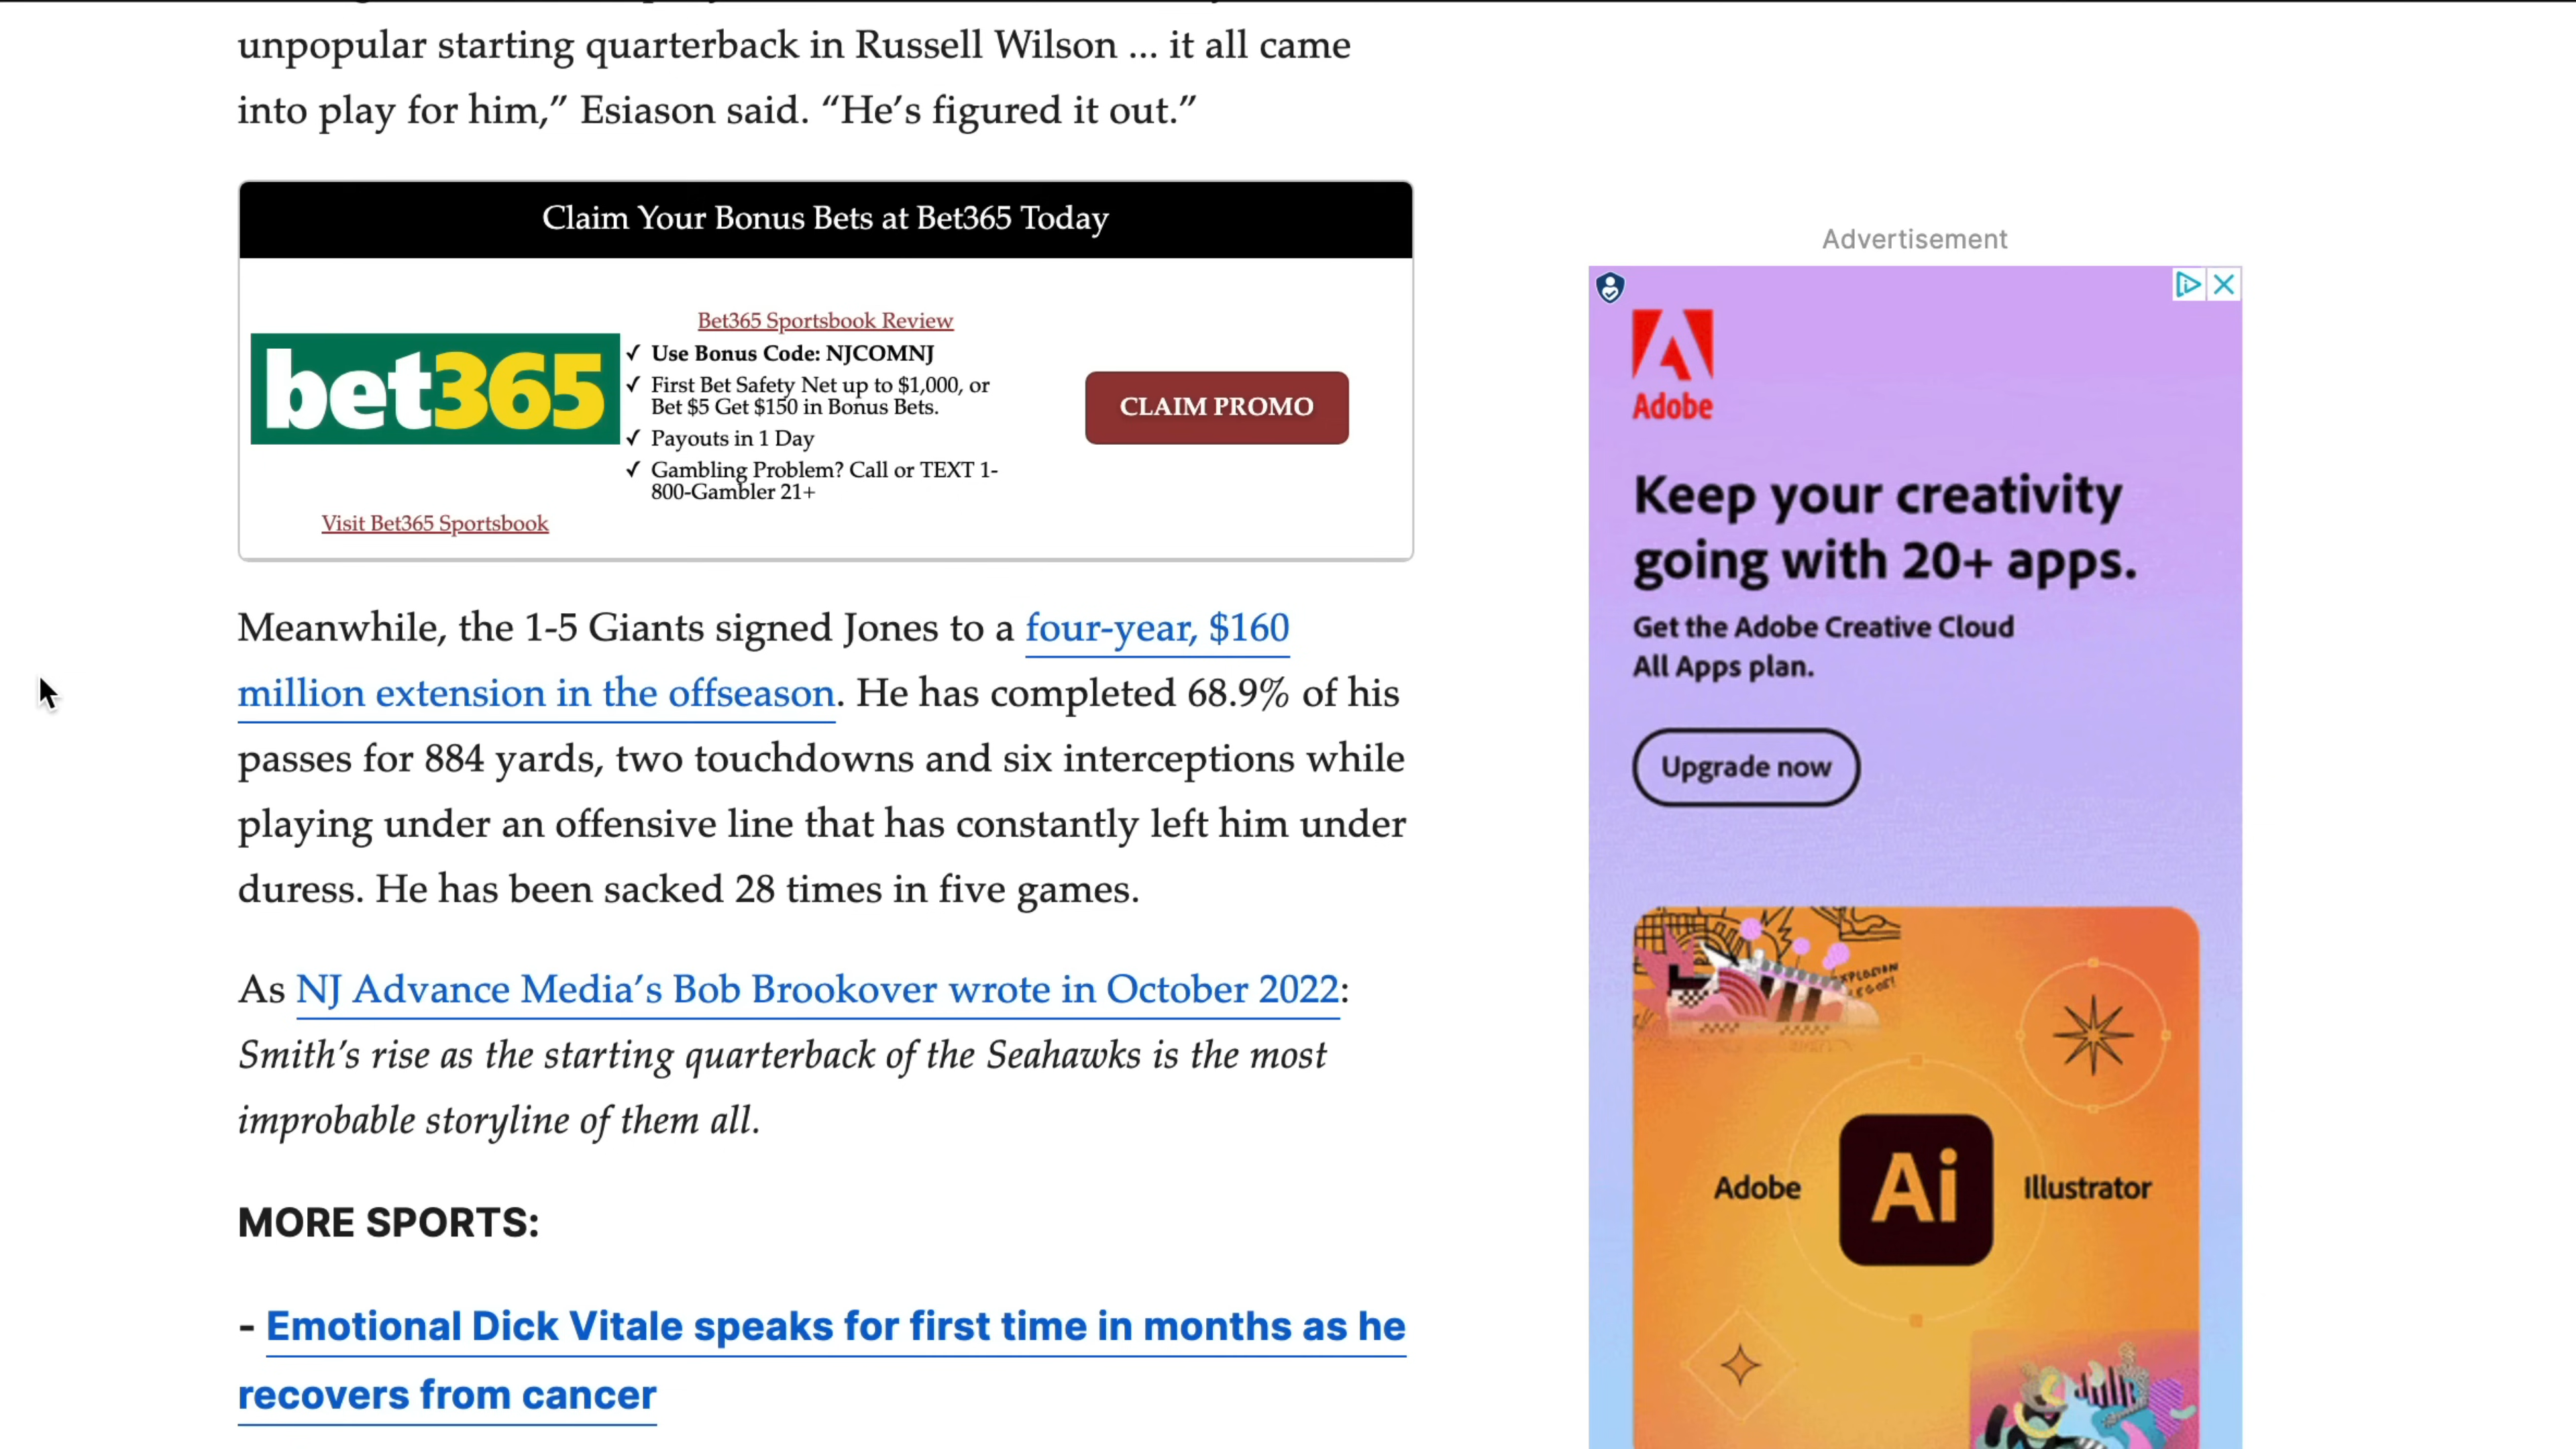 unpopular starting quarterback in Russell Wilson ... it all came
into play for him,” Esiason said. “He’s figured it out.”
Claim Your Bonus Bets at Bet365 Today
bet365
Visit Bet365 Sportsbook
Bet365 Sportsbook Review
✓ Use Bonus Code: NJCOMNJ
✓ First Bet Safety Net up to $1,000, or
Bet $5 Get $150 in Bonus Bets.
✓ Payouts in 1 Day
✓ Gambling Problem? Call or TEXT 1-
800-Gambler 21+
CLAIM PROMO
Meanwhile, the 1-5 Giants signed Jones to a four-year, $160
million extension in the offseason. He has completed 68.9% of his
passes for 884 yards, two touchdowns and six interceptions while
playing under an offensive line that has constantly left him under
duress. He has been sacked 28 times in five games.
As NJ Advance Media’s Bob Brookover wrote in October 2022:
Smith’s rise as the starting quarterback of the Seahawks is the most
improbable storyline of them all.
MORE SPORTS:
- Emotional Dick Vitale speaks for first time in months as he
recovers from cancer
Advertisement
Adobe
Keep your creativity
going with 20+ apps.
Get the Adobe Creative Cloud
All Apps plan.
Upgrade now
Adobe Ai Illustrator